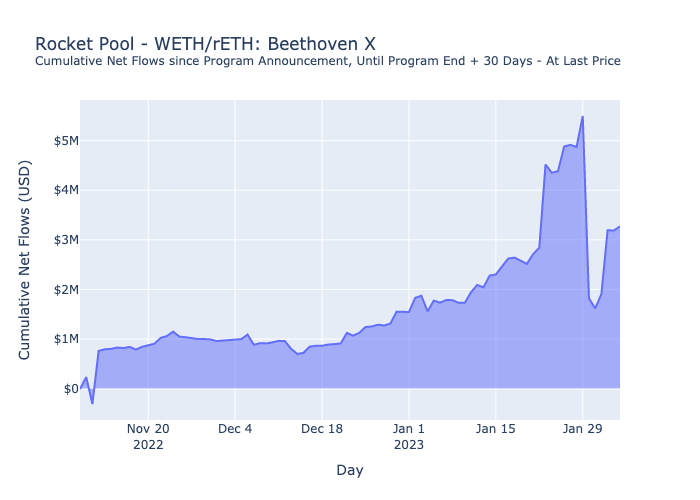 Rocket Pool - WETH/rETH: Beethoven X
Cumulative Net Flows since Program Announcement, Until Program End + 30 Days - At Last Price
Cumulative Net Flows (USD)
$5M
$4M
$3M
$2M
$1M
$0
Nov 20
2022
Dec 4
Dec 18
Jan 1
2023
Jan 15
Jan 29
Day